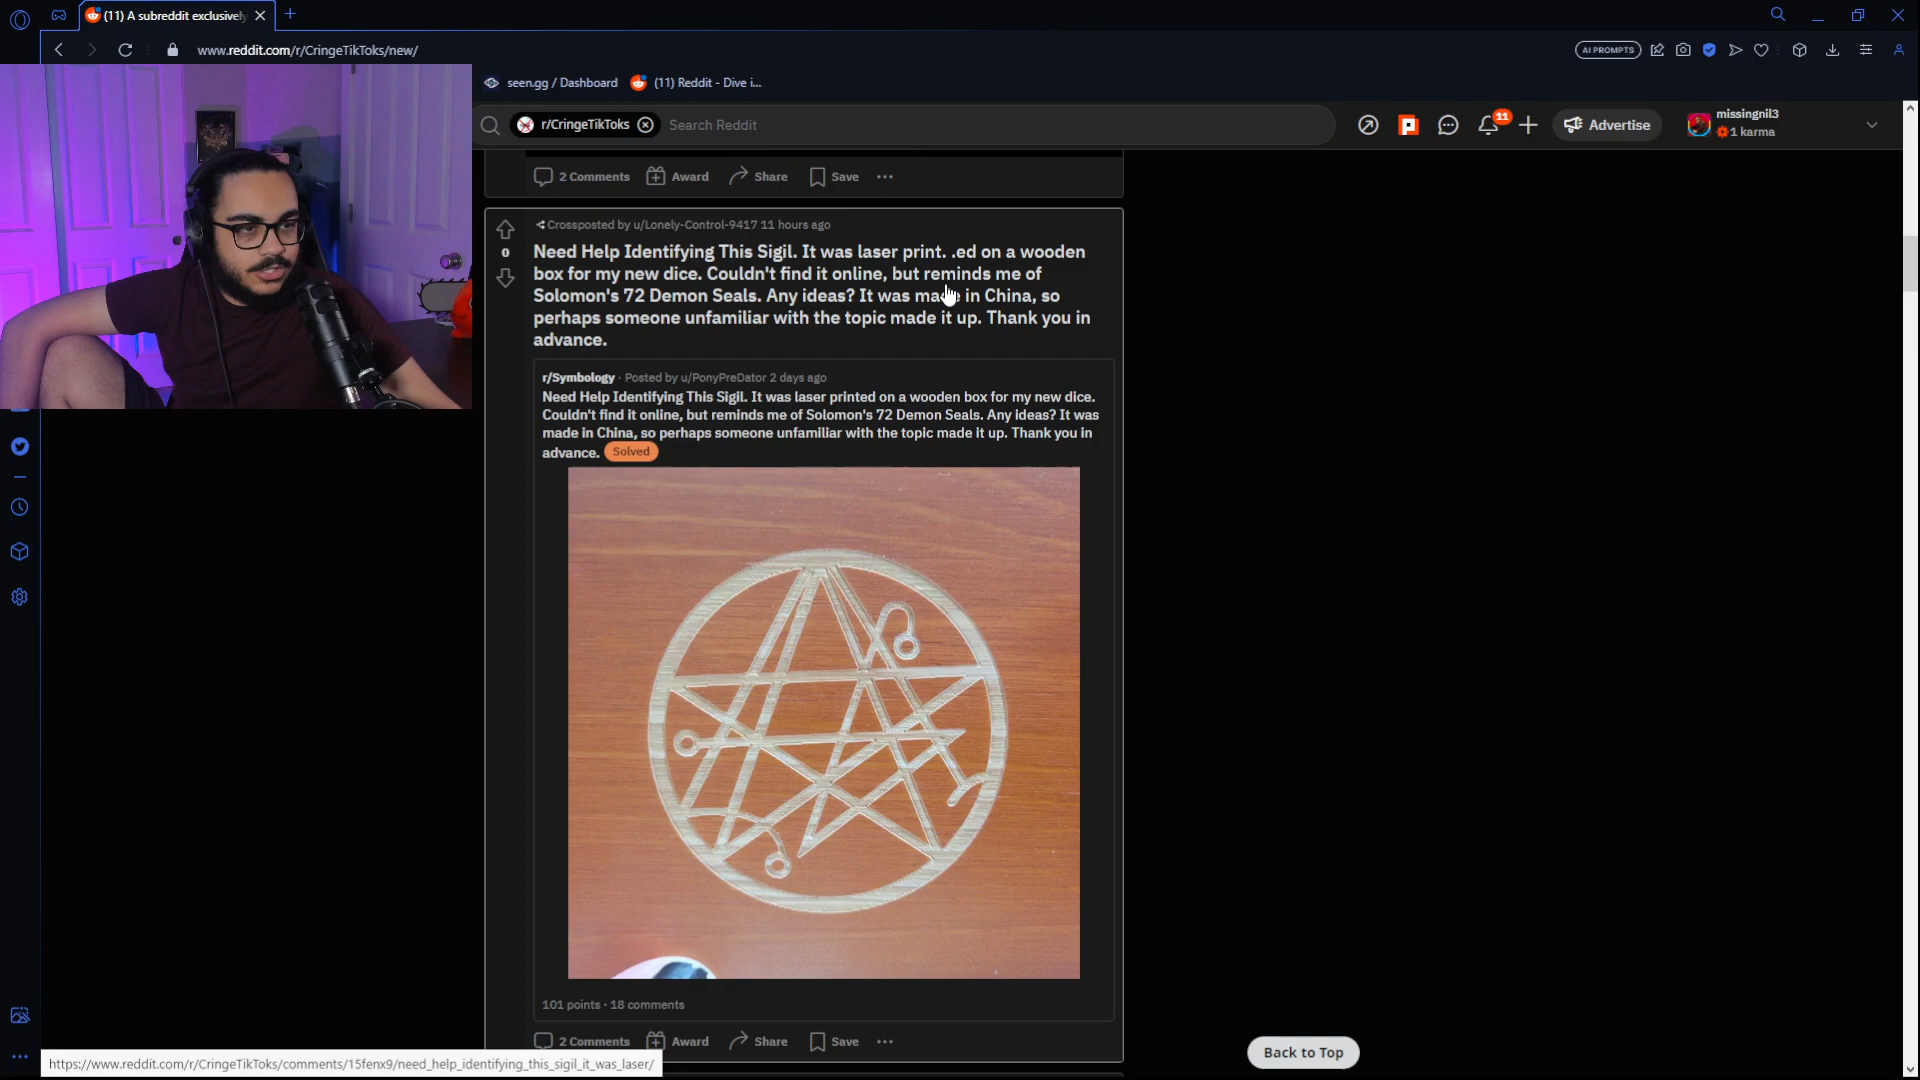 (11) A subreddit exclusively
www.reddit.com/r/CringeTikToks/new/
AI PROMPTS
seen.gg / Dashboard
(11) Reddit - Dive i...
r/CringeTikToks
Search Reddit
11
Advertise
missingnil3
1 karma
2 Comments
Award
Share
Save
Crossposted by u/Lonely-Control-9417 11 hours ago
0
Need Help Identifying This Sigil. It was laser print. .ed on a wooden
box for my new dice. Couldn't find it online, but reminds me of
Solomon's 72 Demon Seals. Any ideas? It was made in China, so
perhaps someone unfamiliar with the topic made it up. Thank you in
advance.
r/Symbology · Posted by u/PonyPreDator 2 days ago
Need Help Identifying This Sigil. It was laser printed on a wooden box for my new dice.
Couldn't find it online, but reminds me of Solomon's 72 Demon Seals. Any ideas? It was
made in China, so perhaps someone unfamiliar with the topic made it up. Thank you in
advance. Solved
101 points · 18 comments
2 Comments
Award
Share
Save
Back to Top
https://www.reddit.com/r/CringeTikToks/comments/15fenx9/need_help_identifying_this_sigil_it_was_laser/